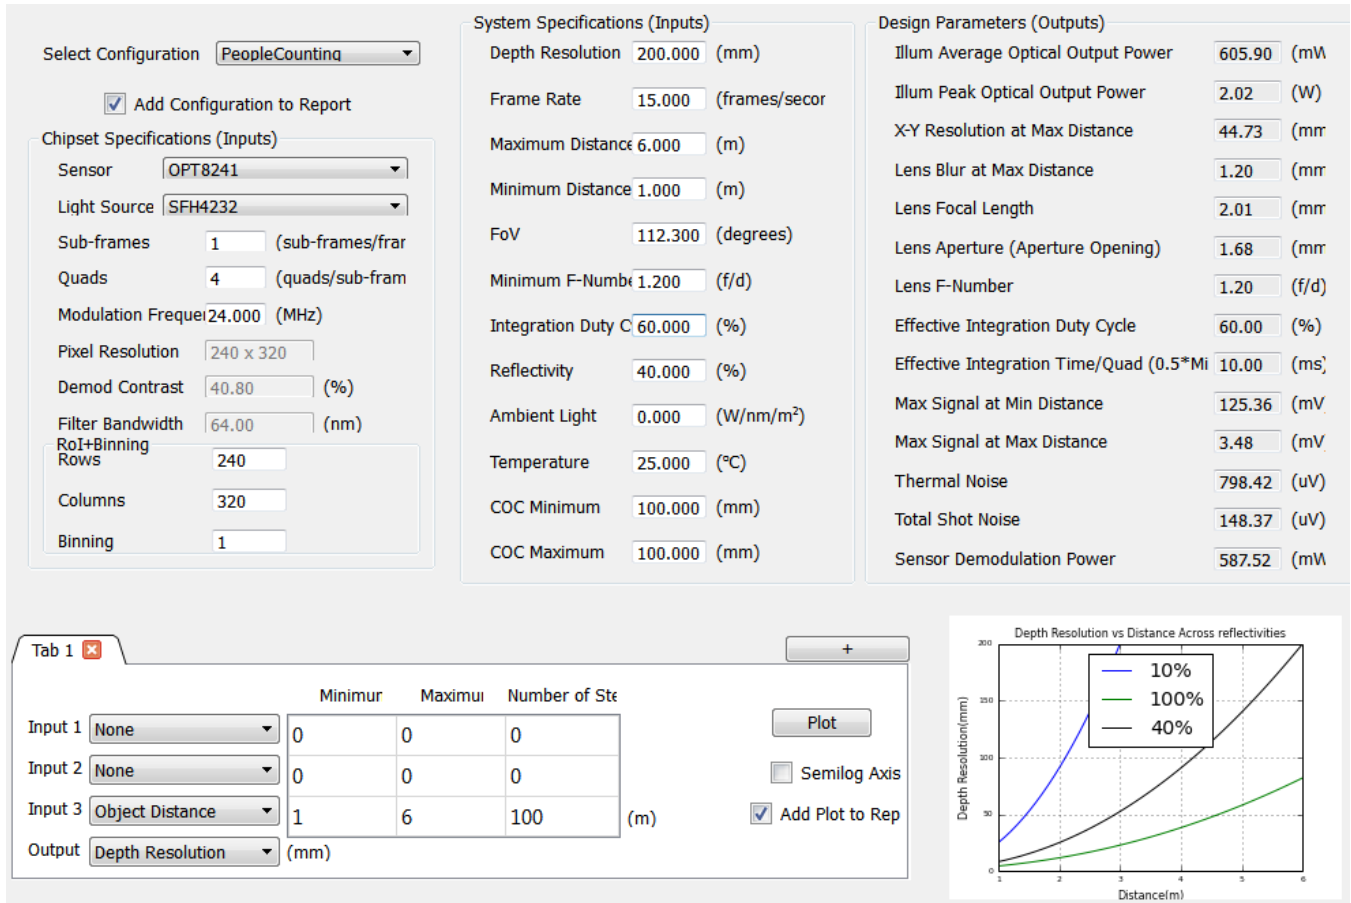 Select Configuration PeopleCounting
Add Configuration to Report
Chipset Specifications (Inputs)
Sensor OPT8241
Light Source SFH4232
Sub-frames 1 (sub-frames/frar
Quads 4 (quads/sub-fram
Modulation Frequer 24.000 (MHz)
Pixel Resolution 240 x 320
Demod Contrast 40.80 (%)
Filter Bandwidth 64.00 (nm)
RoI+Binning
Rows 240
Columns 320
Binning 1
System Specifications (Inputs)
Depth Resolution 200.000 (mm)
Frame Rate 15.000 (frames/secor
Maximum Distance 6.000 (m)
Minimum Distance 1.000 (m)
FoV 112.300 (degrees)
Minimum F-Numbe 1.200 (f/d)
Integration Duty C 60.000 (%)
Reflectivity 40.000 (%)
Ambient Light 0.000 (W/nm/m²)
Temperature 25.000 (°C)
COC Minimum 100.000 (mm)
COC Maximum 100.000 (mm)
Design Parameters (Outputs)
Illum Average Optical Output Power 605.90 (mW
Illum Peak Optical Output Power 2.02 (W)
X-Y Resolution at Max Distance 44.73 (mm
Lens Blur at Max Distance 1.20 (mm
Lens Focal Length 2.01 (mm
Lens Aperture (Aperture Opening) 1.68 (mm
Lens F-Number 1.20 (f/d)
Effective Integration Duty Cycle 60.00 (%)
Effective Integration Time/Quad (0.5*Mi 10.00 (ms)
Max Signal at Min Distance 125.36 (mV
Max Signal at Max Distance 3.48 (mV
Thermal Noise 798.42 (uV)
Total Shot Noise 148.37 (uV)
Sensor Demodulation Power 587.52 (mW
Tab 1
+
Minimur Maximu Number of Ste
Input 1 None 0 0 0
Input 2 None 0 0 0
Input 3 Object Distance 1 6 100 (m)
Output Depth Resolution (mm)
Plot
Semilog Axis
Add Plot to Rep
Depth Resolution vs Distance Across reflectivities
Depth Resolution(mm)
200
150
100
50
0
10%
100%
40%
1 2 3 4 5 6
Distance(m)